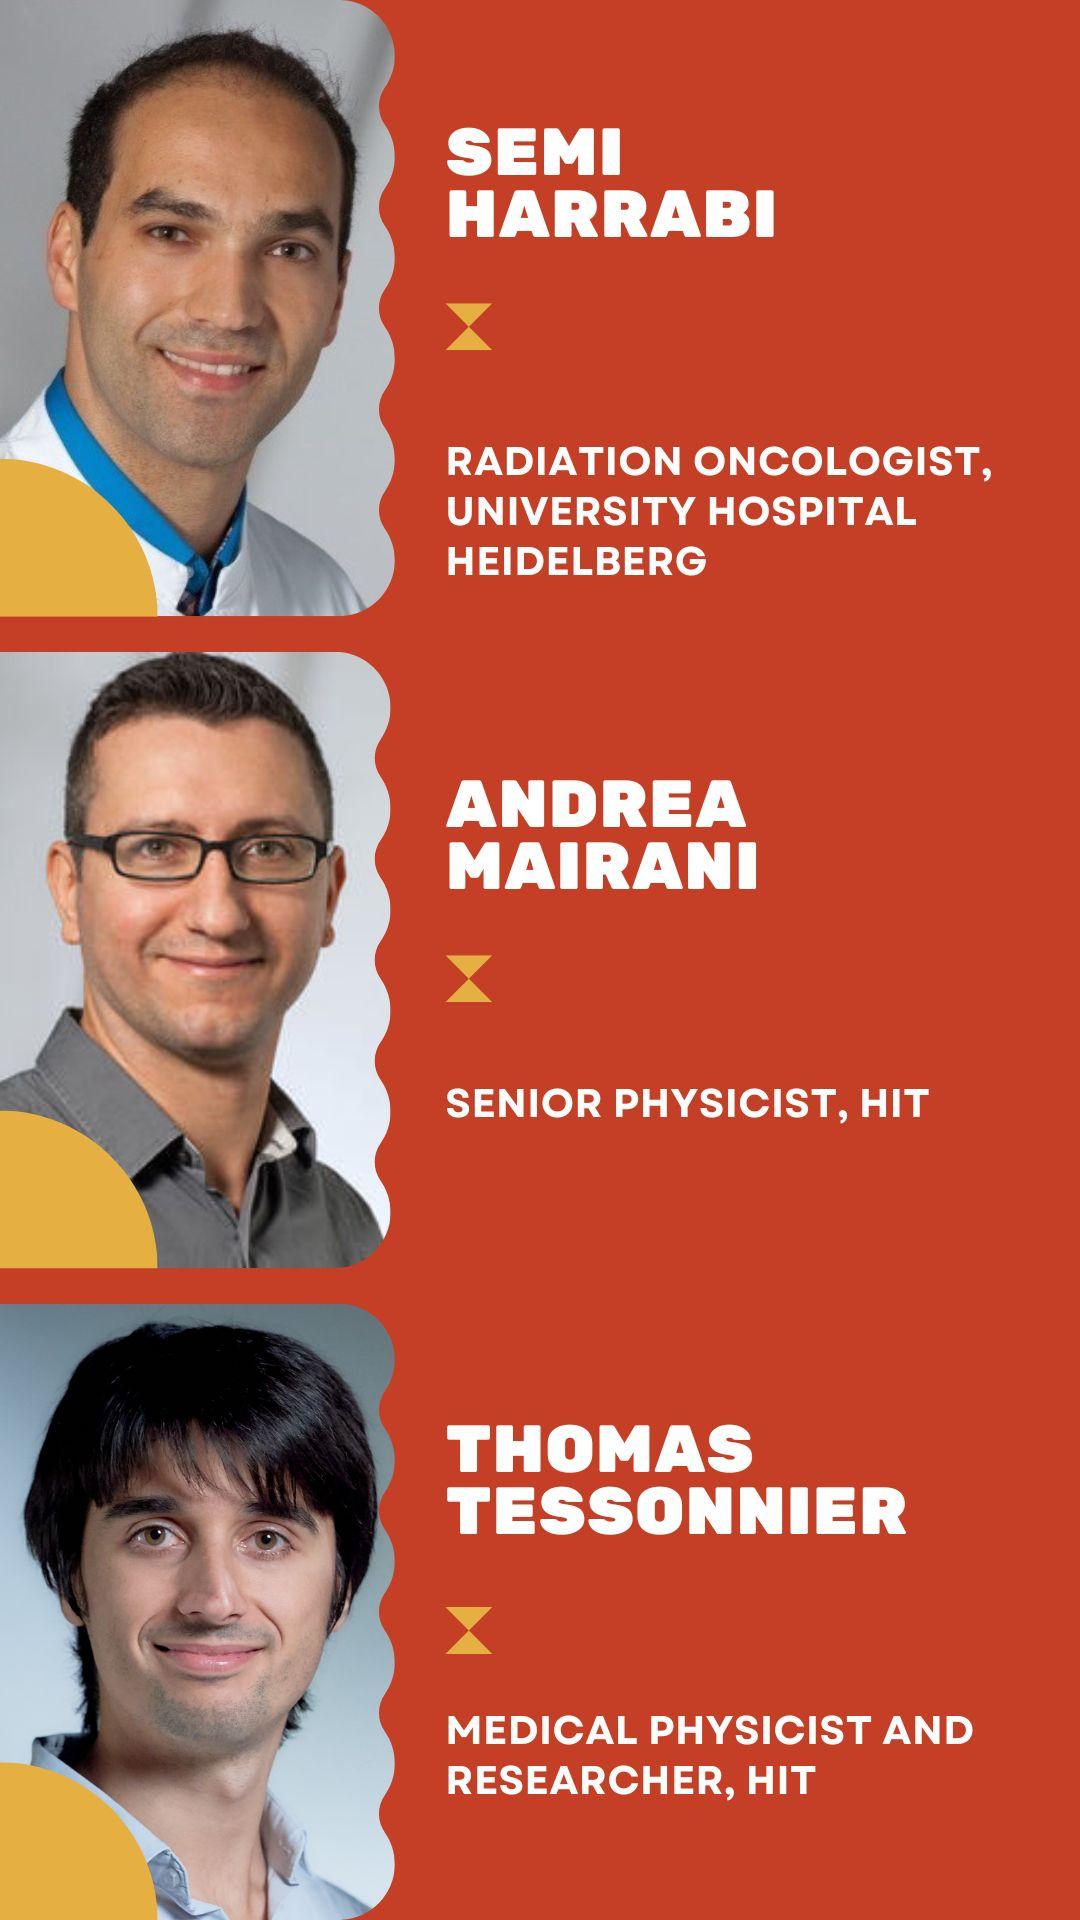 SEMI
HARRABI
RADIATION ONCOLOGIST,
UNIVERSITY HOSPITAL
HEIDELBERG
ANDREA
MAIRANI
SENIOR PHYSICIST, HIT
THOMAS
TESSONNIER
MEDICAL PHYSICIST AND
RESEARCHER, HIT